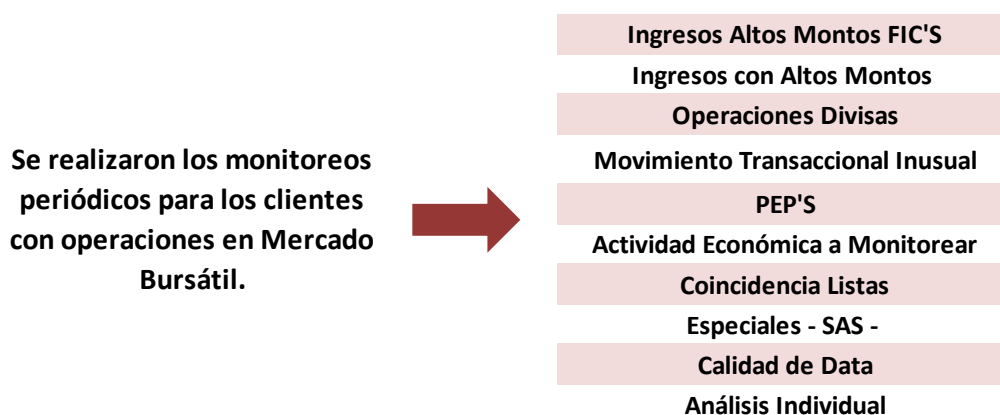 Se realizaron los monitoreos
periódicos para los clientes
con operaciones en Mercado
Bursátil.
Ingresos Altos Montos FIC'S
Ingresos con Altos Montos
Operaciones Divisas
Movimiento Transaccional Inusual
PEP'S
Actividad Económica a Monitorear
Coincidencia Listas
Especiales - SAS -
Calidad de Data
Análisis Individual